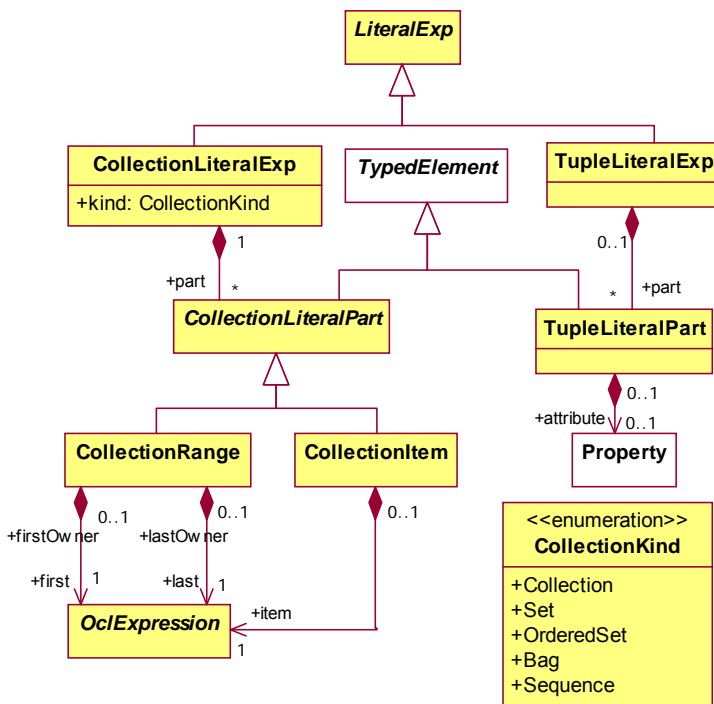 LiteralExp
CollectionLiteralExp
+kind: CollectionKind
TypedElement
TupleLiteralExp
1
+part
*
0..1
+part
*
CollectionLiteralPart
TupleLiteralPart
0..1
+attribute
0..1
CollectionRange
CollectionItem
Property
0..1
+firstOwner
0..1
+lastOwner
0..1
+first
1
+last
1
OclExpression
+item
1
<<enumeration>>
CollectionKind
+Collection
+Set
+OrderedSet
+Bag
+Sequence